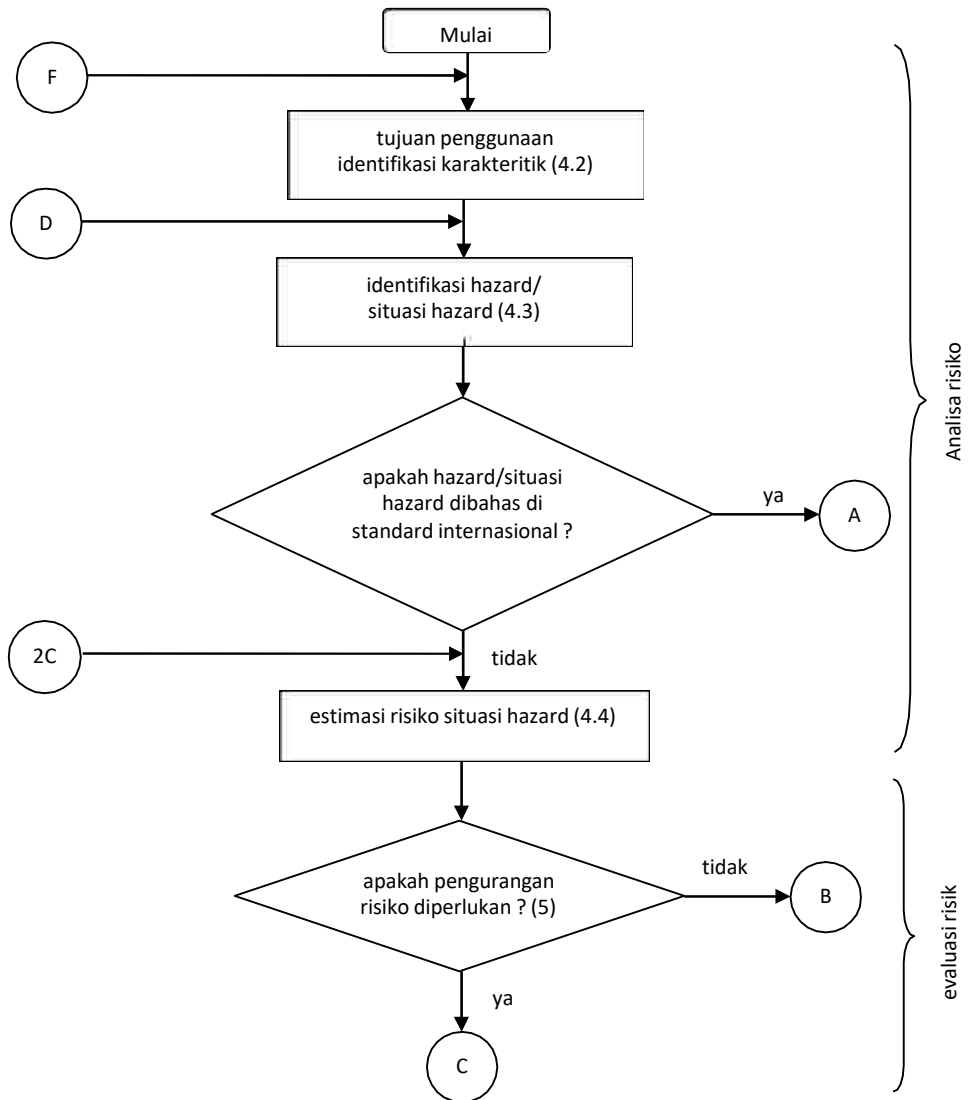 Mulai
F
tujuan penggunaan
identifikasi karakteritik (4.2)
D
identifikasi hazard/
situasi hazard (4.3)
apakah hazard/situasi
hazard dibahas di
standard internasional ?
ya
A
Analisa risiko
2C
tidak
estimasi risiko situasi hazard (4.4)
apakah pengurangan
risiko diperlukan ? (5)
tidak
B
evaluasi risik
ya
C